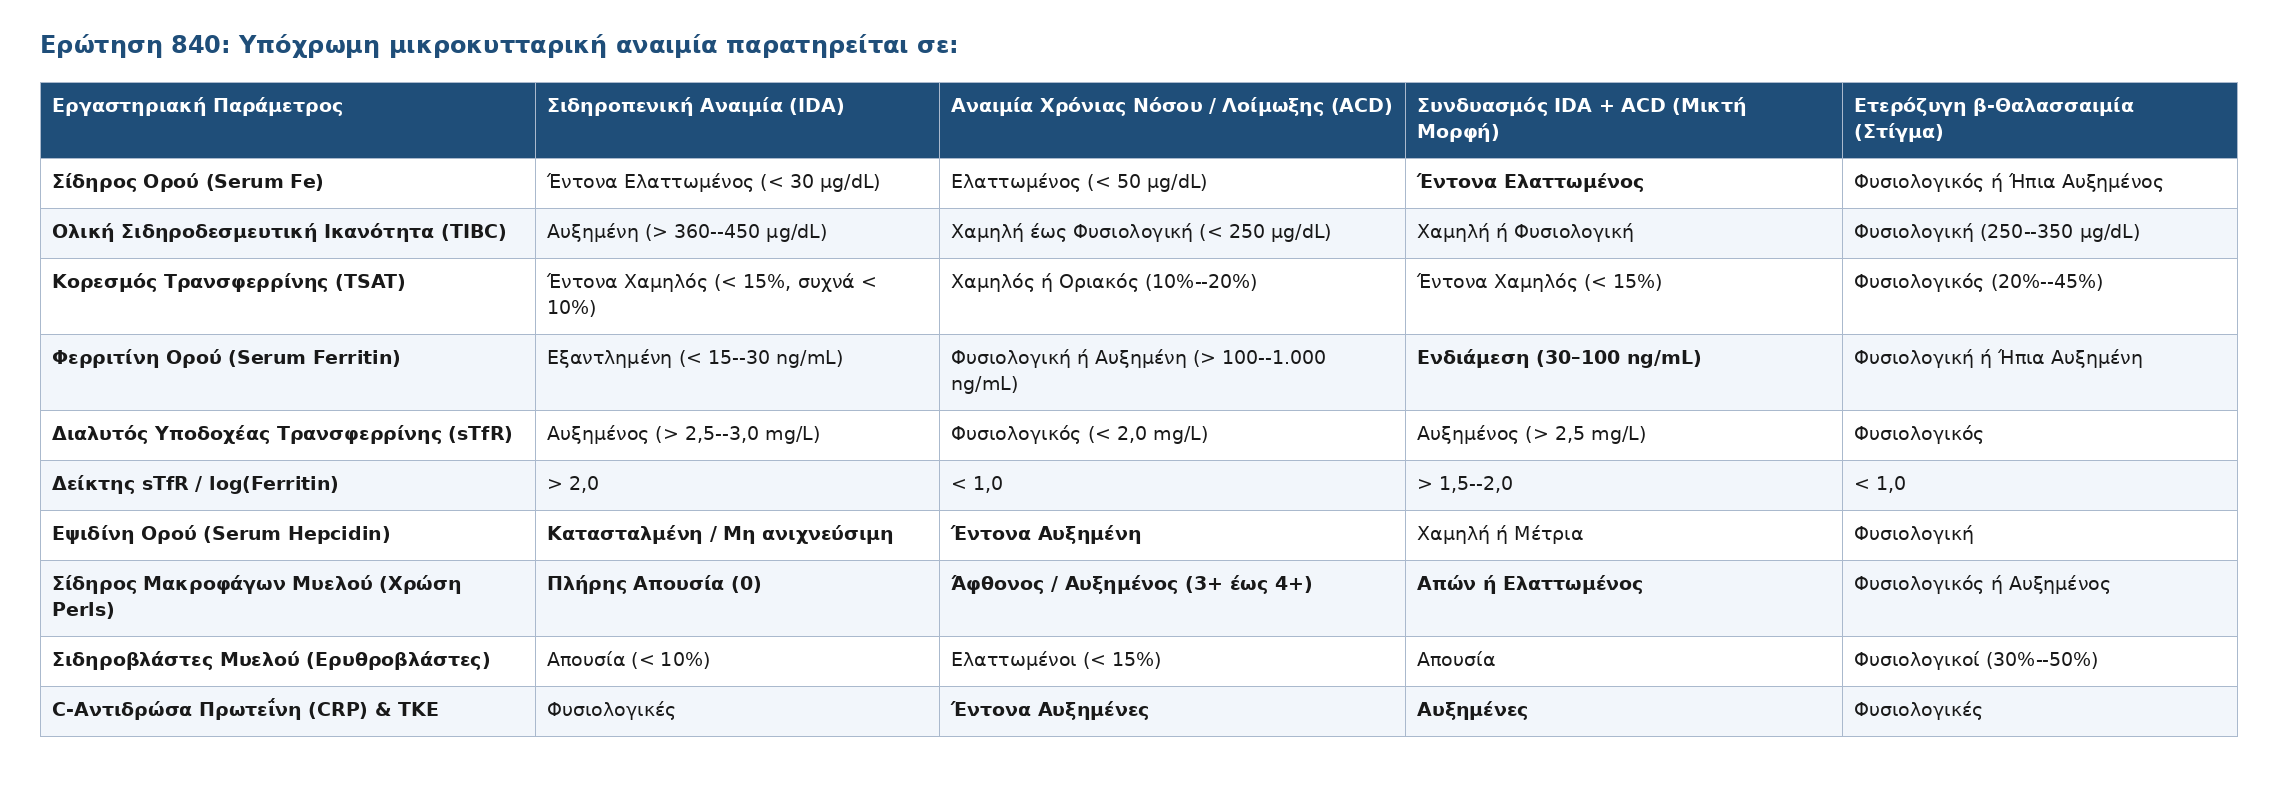 Ερώτηση 840: Υπόχρωμη μικροκυτταρική αναιμία παρατηρείται σε:
Εργαστηριακή Παράμετρος
Σιδηροπενική Αναιμία (IDA)
Αναιμία Χρόνιας Νόσου / Λοίμωξης (ACD)
Συνδυασμός IDA + ACD (Μικτή
Μορφή)
Ετερόζυγη β-Θαλασσαιμία
(Στίγμα)
Σίδηρος Ορού (Serum Fe)
Έντονα Ελαττωμένος (< 30 μg/dL)
Ελαττωμένος (< 50 μg/dL)
Έντονα Ελαττωμένος
Φυσιολογικός ή Ήπια Αυξημένος
Ολική Σιδηροδεσμευτική Ικανότητα (TIBC)
Αυξημένη (> 360--450 μg/dL)
Χαμηλή έως Φυσιολογική (< 250 μg/dL)
Χαμηλή ή Φυσιολογική
Φυσιολογική (250--350 μg/dL)
Κορεσμός Τρανσφερρίνης (TSAT)
Έντονα Χαμηλός (< 15%, συχνά <
10%)
Χαμηλός ή Οριακός (10%--20%)
Έντονα Χαμηλός (< 15%)
Φυσιολογικός (20%--45%)
Φερριτίνη Ορού (Serum Ferritin)
Εξαντλημένη (< 15--30 ng/mL)
Φυσιολογική ή Αυξημένη (> 100--1.000
ng/mL)
Ενδιάμεση (30–100 ng/mL)
Φυσιολογική ή Ήπια Αυξημένη
Διαλυτός Υποδοχέας Τρανσφερρίνης (sTfR)
Αυξημένος (> 2,5--3,0 mg/L)
Φυσιολογικός (< 2,0 mg/L)
Αυξημένος (> 2,5 mg/L)
Φυσιολογικός
Δείκτης sTfR / log(Ferritin)
> 2,0
< 1,0
> 1,5--2,0
< 1,0
Εψιδίνη Ορού (Serum Hepcidin)
Κατασταλμένη / Μη ανιχνεύσιμη
Έντονα Αυξημένη
Χαμηλή ή Μέτρια
Φυσιολογική
Σίδηρος Μακροφάγων Μυελού (Χρώση
Perls)
Πλήρης Απουσία (0)
Άφθονος / Αυξημένος (3+ έως 4+)
Απών ή Ελαττωμένος
Φυσιολογικός ή Αυξημένος
Σιδηροβλάστες Μυελού (Ερυθροβλάστες)
Απουσία (< 10%)
Ελαττωμένοι (< 15%)
Απουσία
Φυσιολογικοί (30%--50%)
C-Αντιδρώσα Πρωτεΐνη (CRP) & ΤΚΕ
Φυσιολογικές
Έντονα Αυξημένες
Αυξημένες
Φυσιολογικές